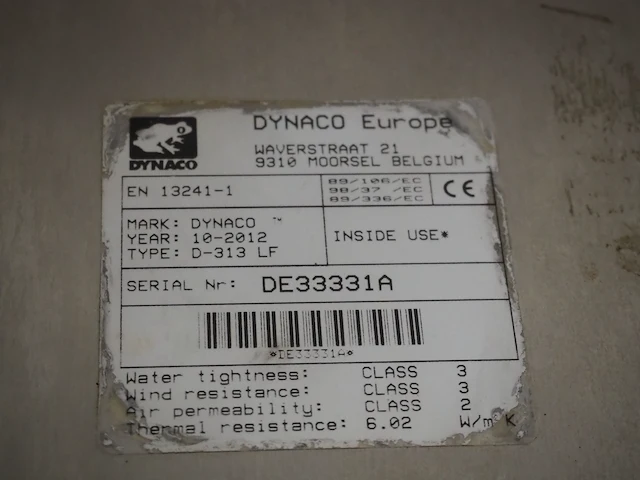 DYNACO
DYNACO Europe
WAVERSTRAAT 21
9310 MOORSEL BELGIUM
EN 13241-1
89/106/EC
98/37 /EC
89/336/EC
CE
MARK: DYNACO
YEAR: 10-2012
TYPE: D-313 LF
INSIDE USE*
SERIAL Nr: DE33331A
*DE33331A*
Water tightness: CLASS 3
Wind resistance: CLASS 3
Air permeability: CLASS 2
Thermal resistance: 6.02 W/m²K